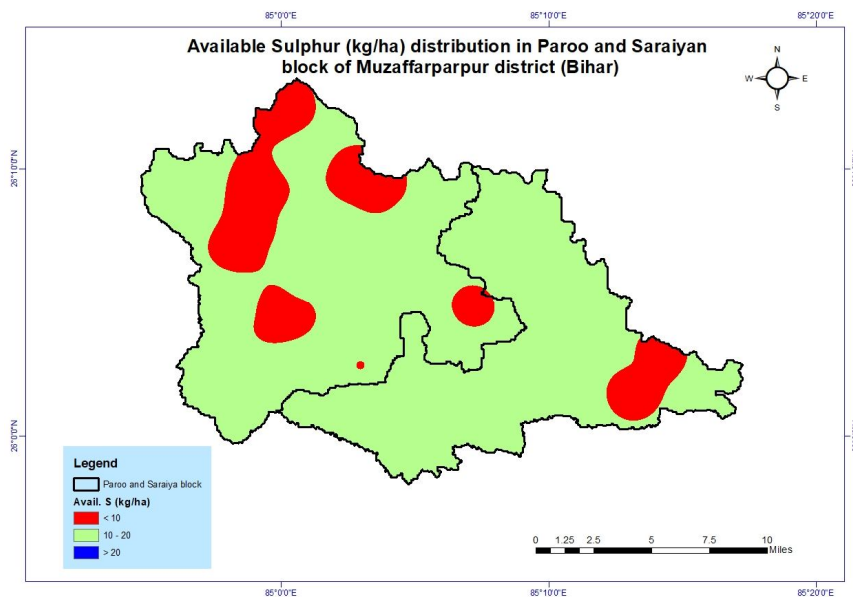 85°0'0"E
85°10'0"E
85°20'0"E
Available Sulphur (kg/ha) distribution in Paroo and Saraiyan
block of Muzaffarparpur district (Bihar)
N
W
E
S
26°10'0"N
26°0'0"N
Legend
Paroo and Saraiya block
Avail. S (kg/ha)
< 10
10 - 20
> 20
0 1.25 2.5 5 7.5 10
Miles
85°0'0"E
85°10'0"E
85°20'0"E